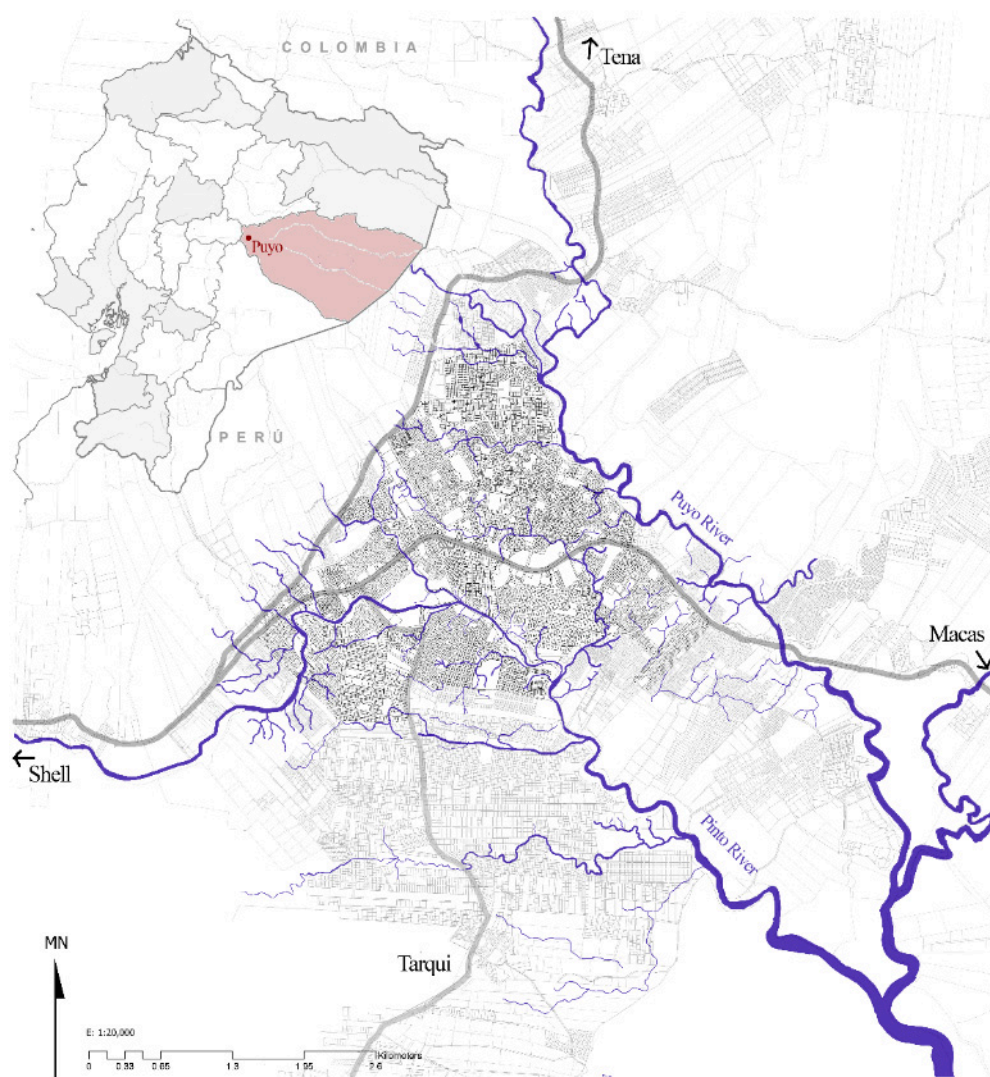 COLOMBIA
Tena
Puyo
PERÚ
Puyo River
Macas
Shell
Pinto River
Tarqui
MN
E: 1:20,000
Kilometers
0 0.33 0.65 1.3 1.95 2.6